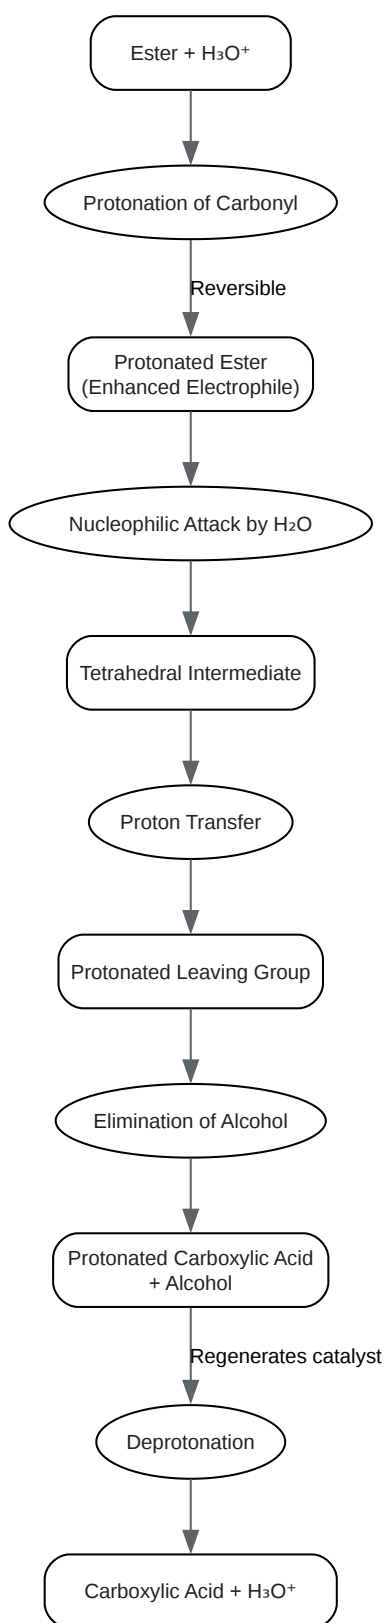 Ester + H₃O⁺
Protonation of Carbonyl
Reversible
Protonated Ester
(Enhanced Electrophile)
Nucleophilic Attack by H₂O
Tetrahedral Intermediate
Proton Transfer
Protonated Leaving Group
Elimination of Alcohol
Protonated Carboxylic Acid
+ Alcohol
Regenerates catalyst
Deprotonation
Carboxylic Acid + H₃O⁺